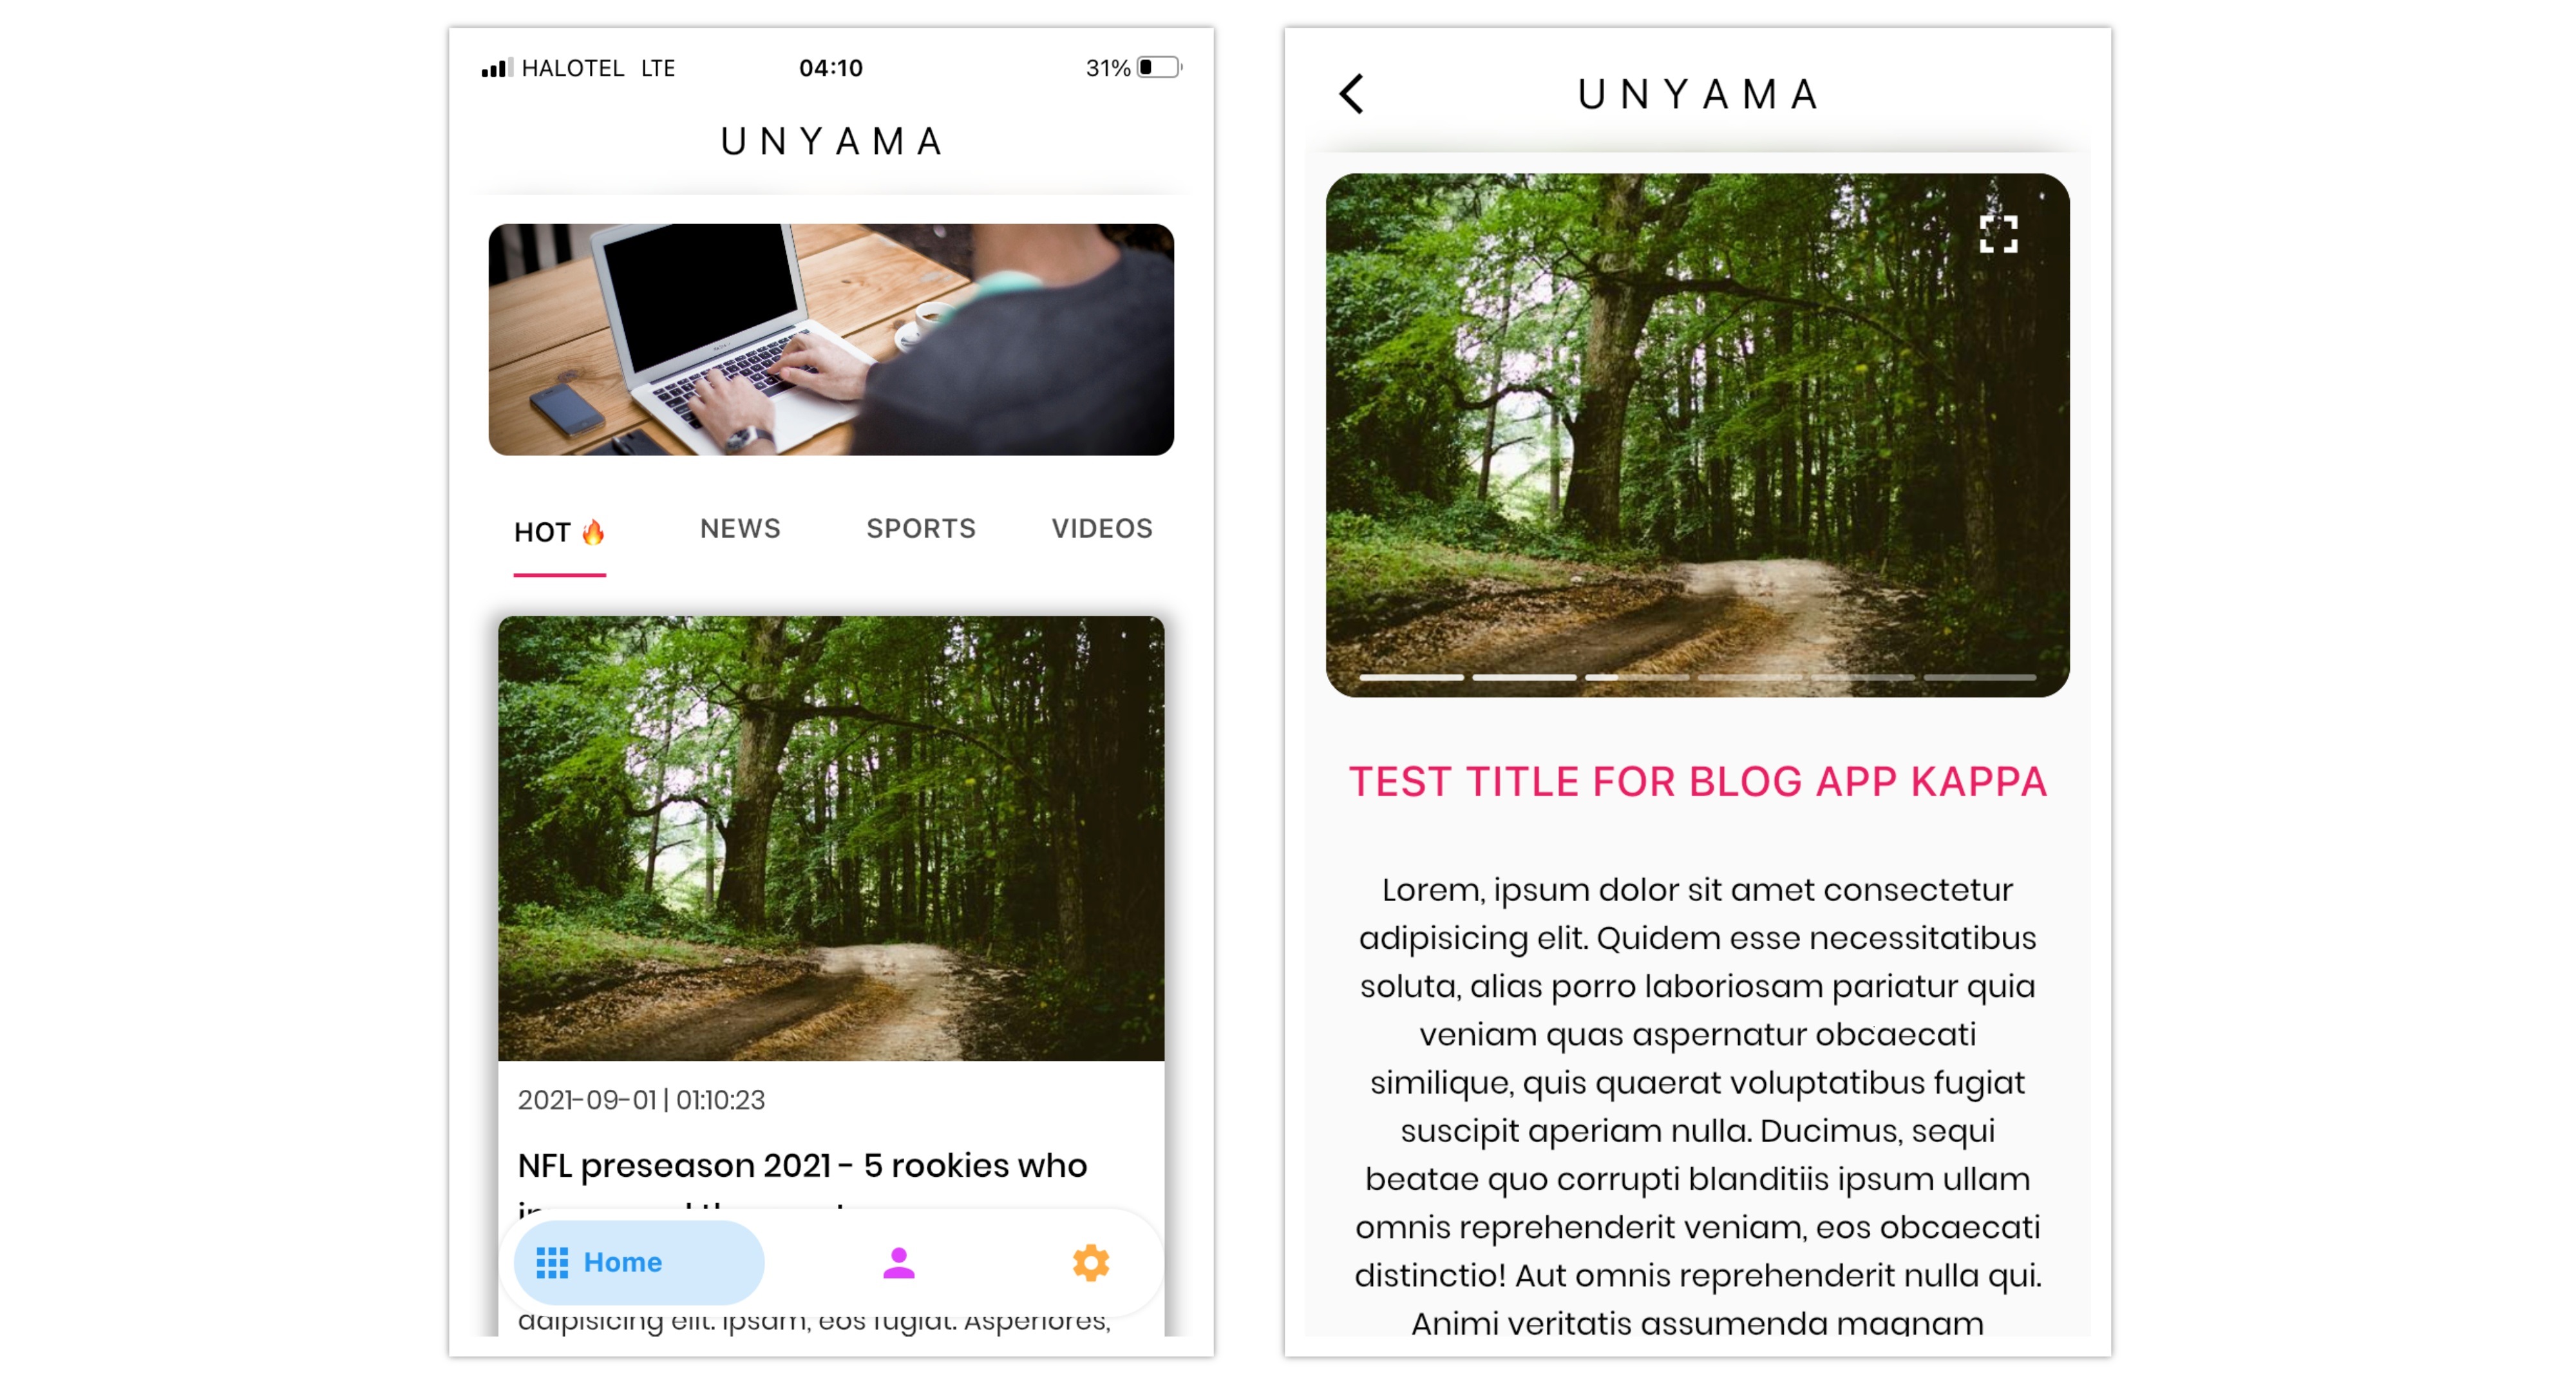 HALOTEL LTE 04:10 31%
UNYAMA
HOT 🔥 NEWS SPORTS VIDEOS
2021-09-01 | 01:10:23
NFL preseason 2021 - 5 rookies who
Home
adipisicing elit. Ipsam, eos fugiat. Asperiores,
UNYAMA
TEST TITLE FOR BLOG APP KAPPA
Lorem, ipsum dolor sit amet consectetur
adipisicing elit. Quidem esse necessitatibus
soluta, alias porro laboriosam pariatur quia
veniam quas aspernatur obcaecati
similique, quis quaerat voluptatibus fugiat
suscipit aperiam nulla. Ducimus, sequi
beatae quo corrupti blanditiis ipsum ullam
omnis reprehenderit veniam, eos obcaecati
distinctio! Aut omnis reprehenderit nulla qui.
Animi veritatis assumenda magnam